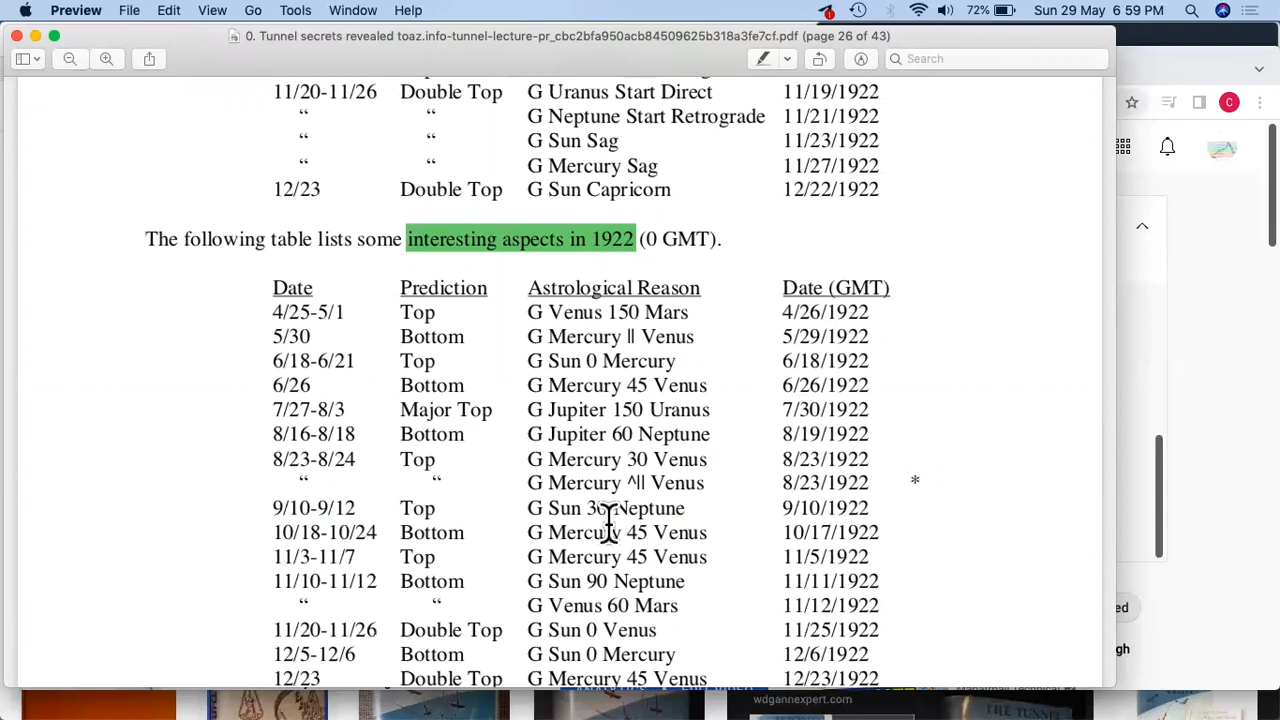 Preview File Edit View Go Tools Window Help 1 72% Sun 29 May 6:59 PM
0. Tunnel secrets revealed toaz.info-tunnel-lecture-pr_cbc2bfa950acb84509625b318a3fe7cf.pdf (page 26 of 43)
Search
C
11/20-11/26 Double Top G Uranus Start Direct 11/19/1922
“ “ G Neptune Start Retrograde 11/21/1922
“ “ G Sun Sag 11/23/1922
“ “ G Mercury Sag 11/27/1922
12/23 Double Top G Sun Capricorn 12/22/1922
The following table lists some interesting aspects in 1922 (0 GMT).
Date Prediction Astrological Reason Date (GMT)
4/25-5/1 Top G Venus 150 Mars 4/26/1922
5/30 Bottom G Mercury || Venus 5/29/1922
6/18-6/21 Top G Sun 0 Mercury 6/18/1922
6/26 Bottom G Mercury 45 Venus 6/26/1922
7/27-8/3 Major Top G Jupiter 150 Uranus 7/30/1922
8/16-8/18 Bottom G Jupiter 60 Neptune 8/19/1922
8/23-8/24 Top G Mercury 30 Venus 8/23/1922
“ “ G Mercury ^|| Venus 8/23/1922 *
9/10-9/12 Top G Sun Neptune 9/10/1922
10/18-10/24 Bottom G Mercury 45 Venus 10/17/1922
11/3-11/7 Top G Mercury 45 Venus 11/5/1922
11/10-11/12 Bottom G Sun 90 Neptune 11/11/1922
“ “ G Venus 60 Mars 11/12/1922
11/20-11/26 Double Top G Sun 0 Venus 11/25/1922
12/5-12/6 Bottom G Sun 0 Mercury 12/6/1922
12/23 Double Top G Mercury 45 Venus 12/23/1922
ed
gh
wdgannexpert.com